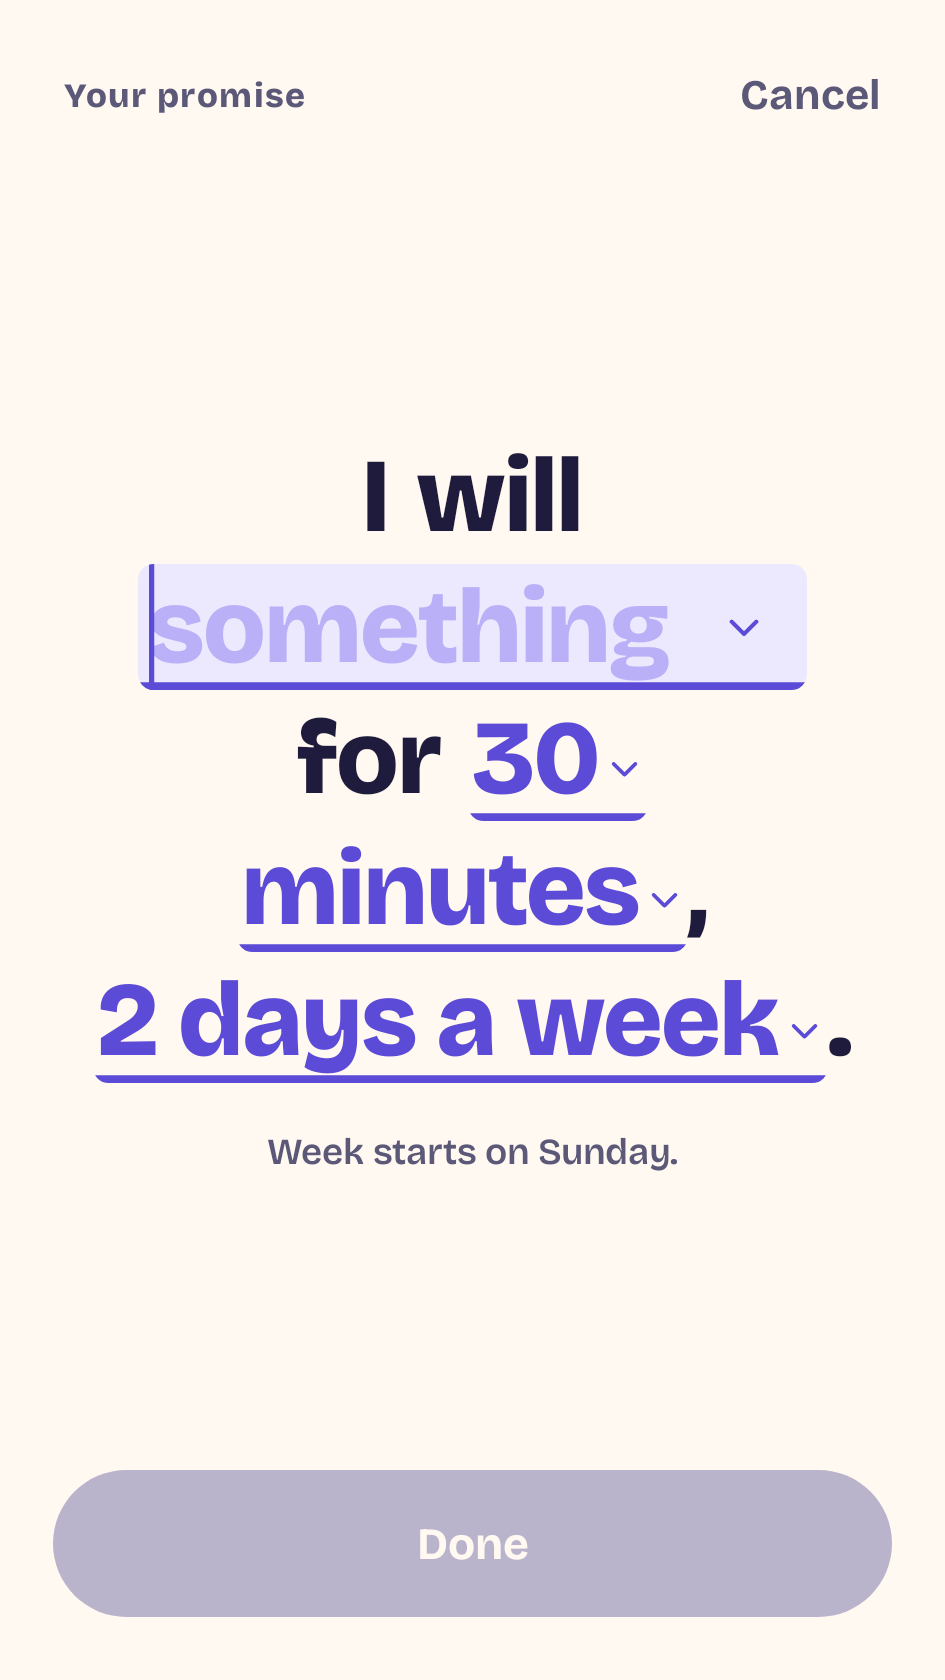 Your promise
Cancel
I will
something
for 30
minutes,
2 days a week.
Week starts on Sunday.
Done